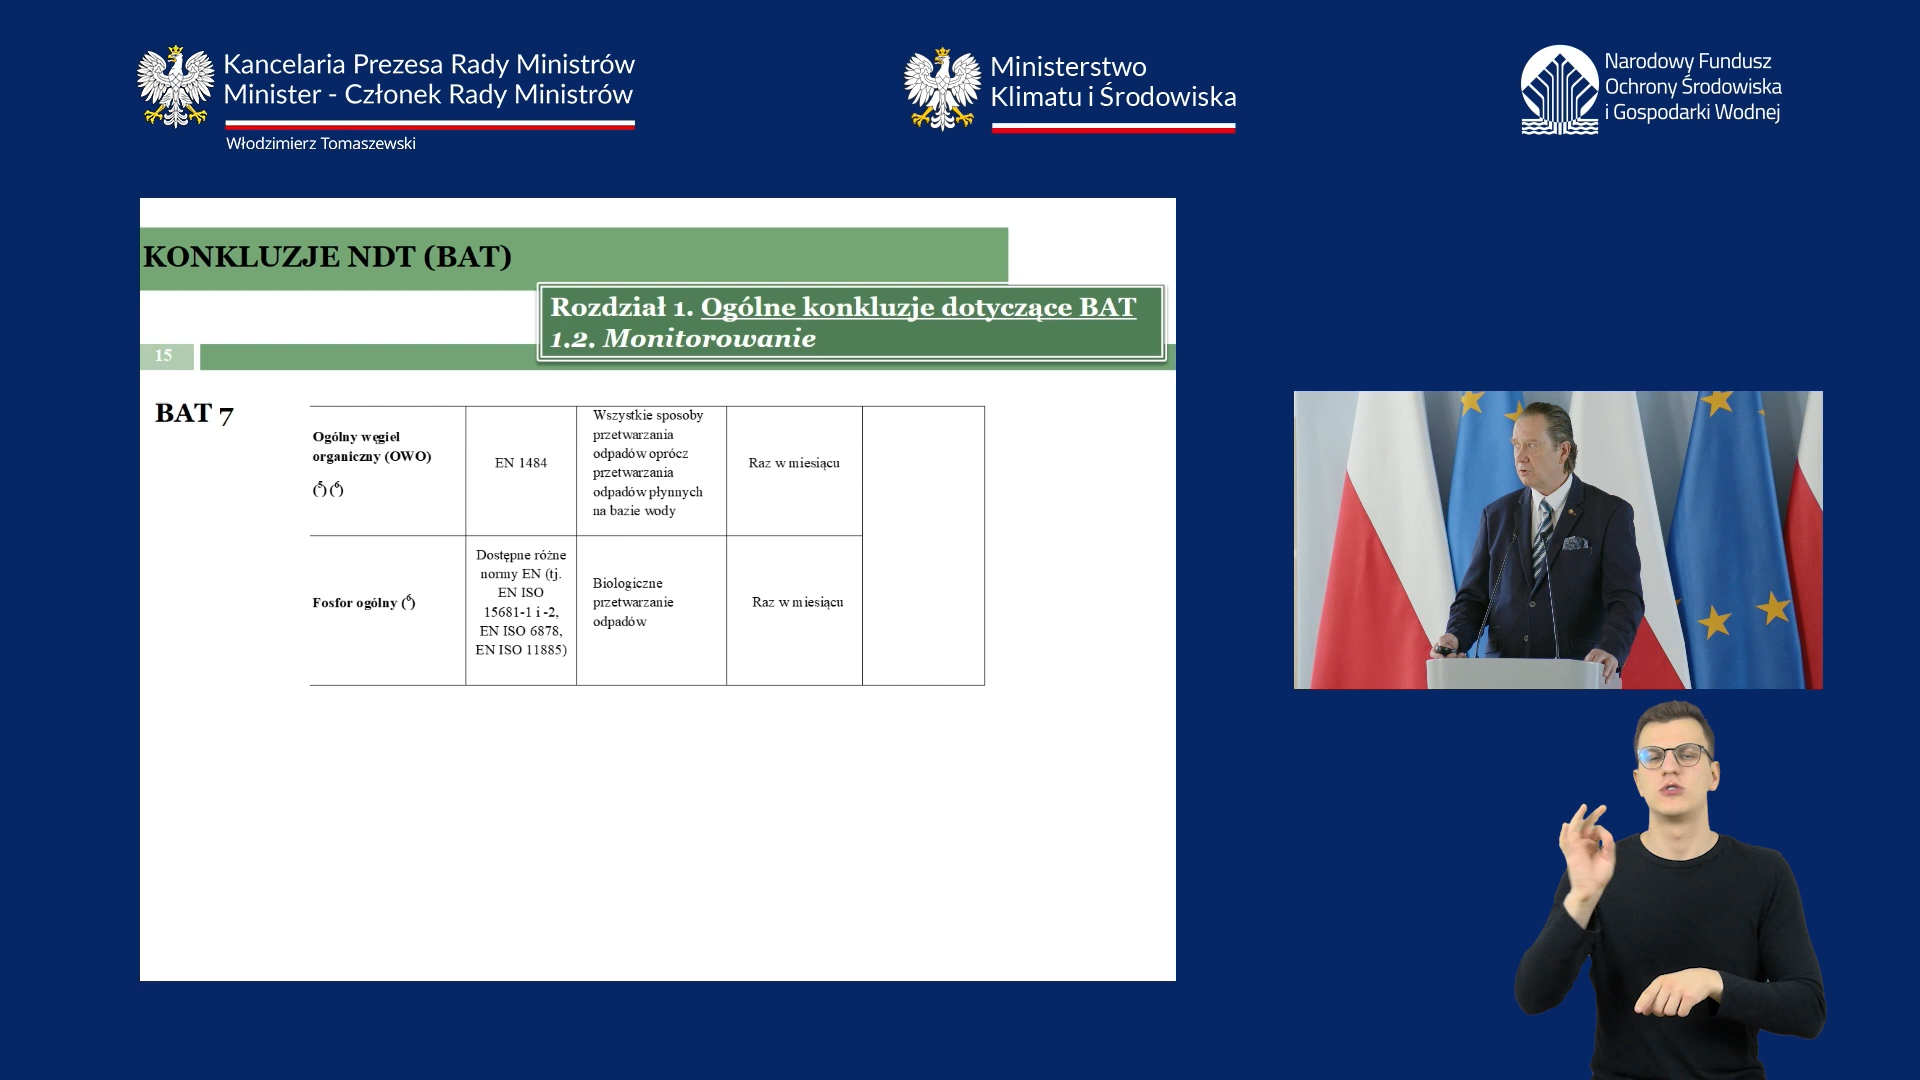 Kancelaria Prezesa Rady Ministrów
Minister - Członek Rady Ministrów
Włodzimierz Tomaszewski
Ministerstwo
Klimatu i Środowiska
Narodowy Fundusz
Ochrony Środowiska
i Gospodarki Wodnej
KONKLUZJE NDT (BAT)
Rozdział 1. Ogólne konkluzje dotyczące BAT
1.2. Monitorowanie
15
BAT 7
Ogólny węgiel
organiczny (OWO)
(5) (6)
EN 1484
Wszystkie sposoby
przetwarzania
odpadów oprócz
przetwarzania
odpadów płynnych
na bazie wody
Raz w miesiącu
Fosfor ogólny (6)
Dostępne różne
normy EN (tj.
EN ISO
15681-1 i -2,
EN ISO 6878,
EN ISO 11885)
Biologiczne
przetwarzanie
odpadów
Raz w miesiącu